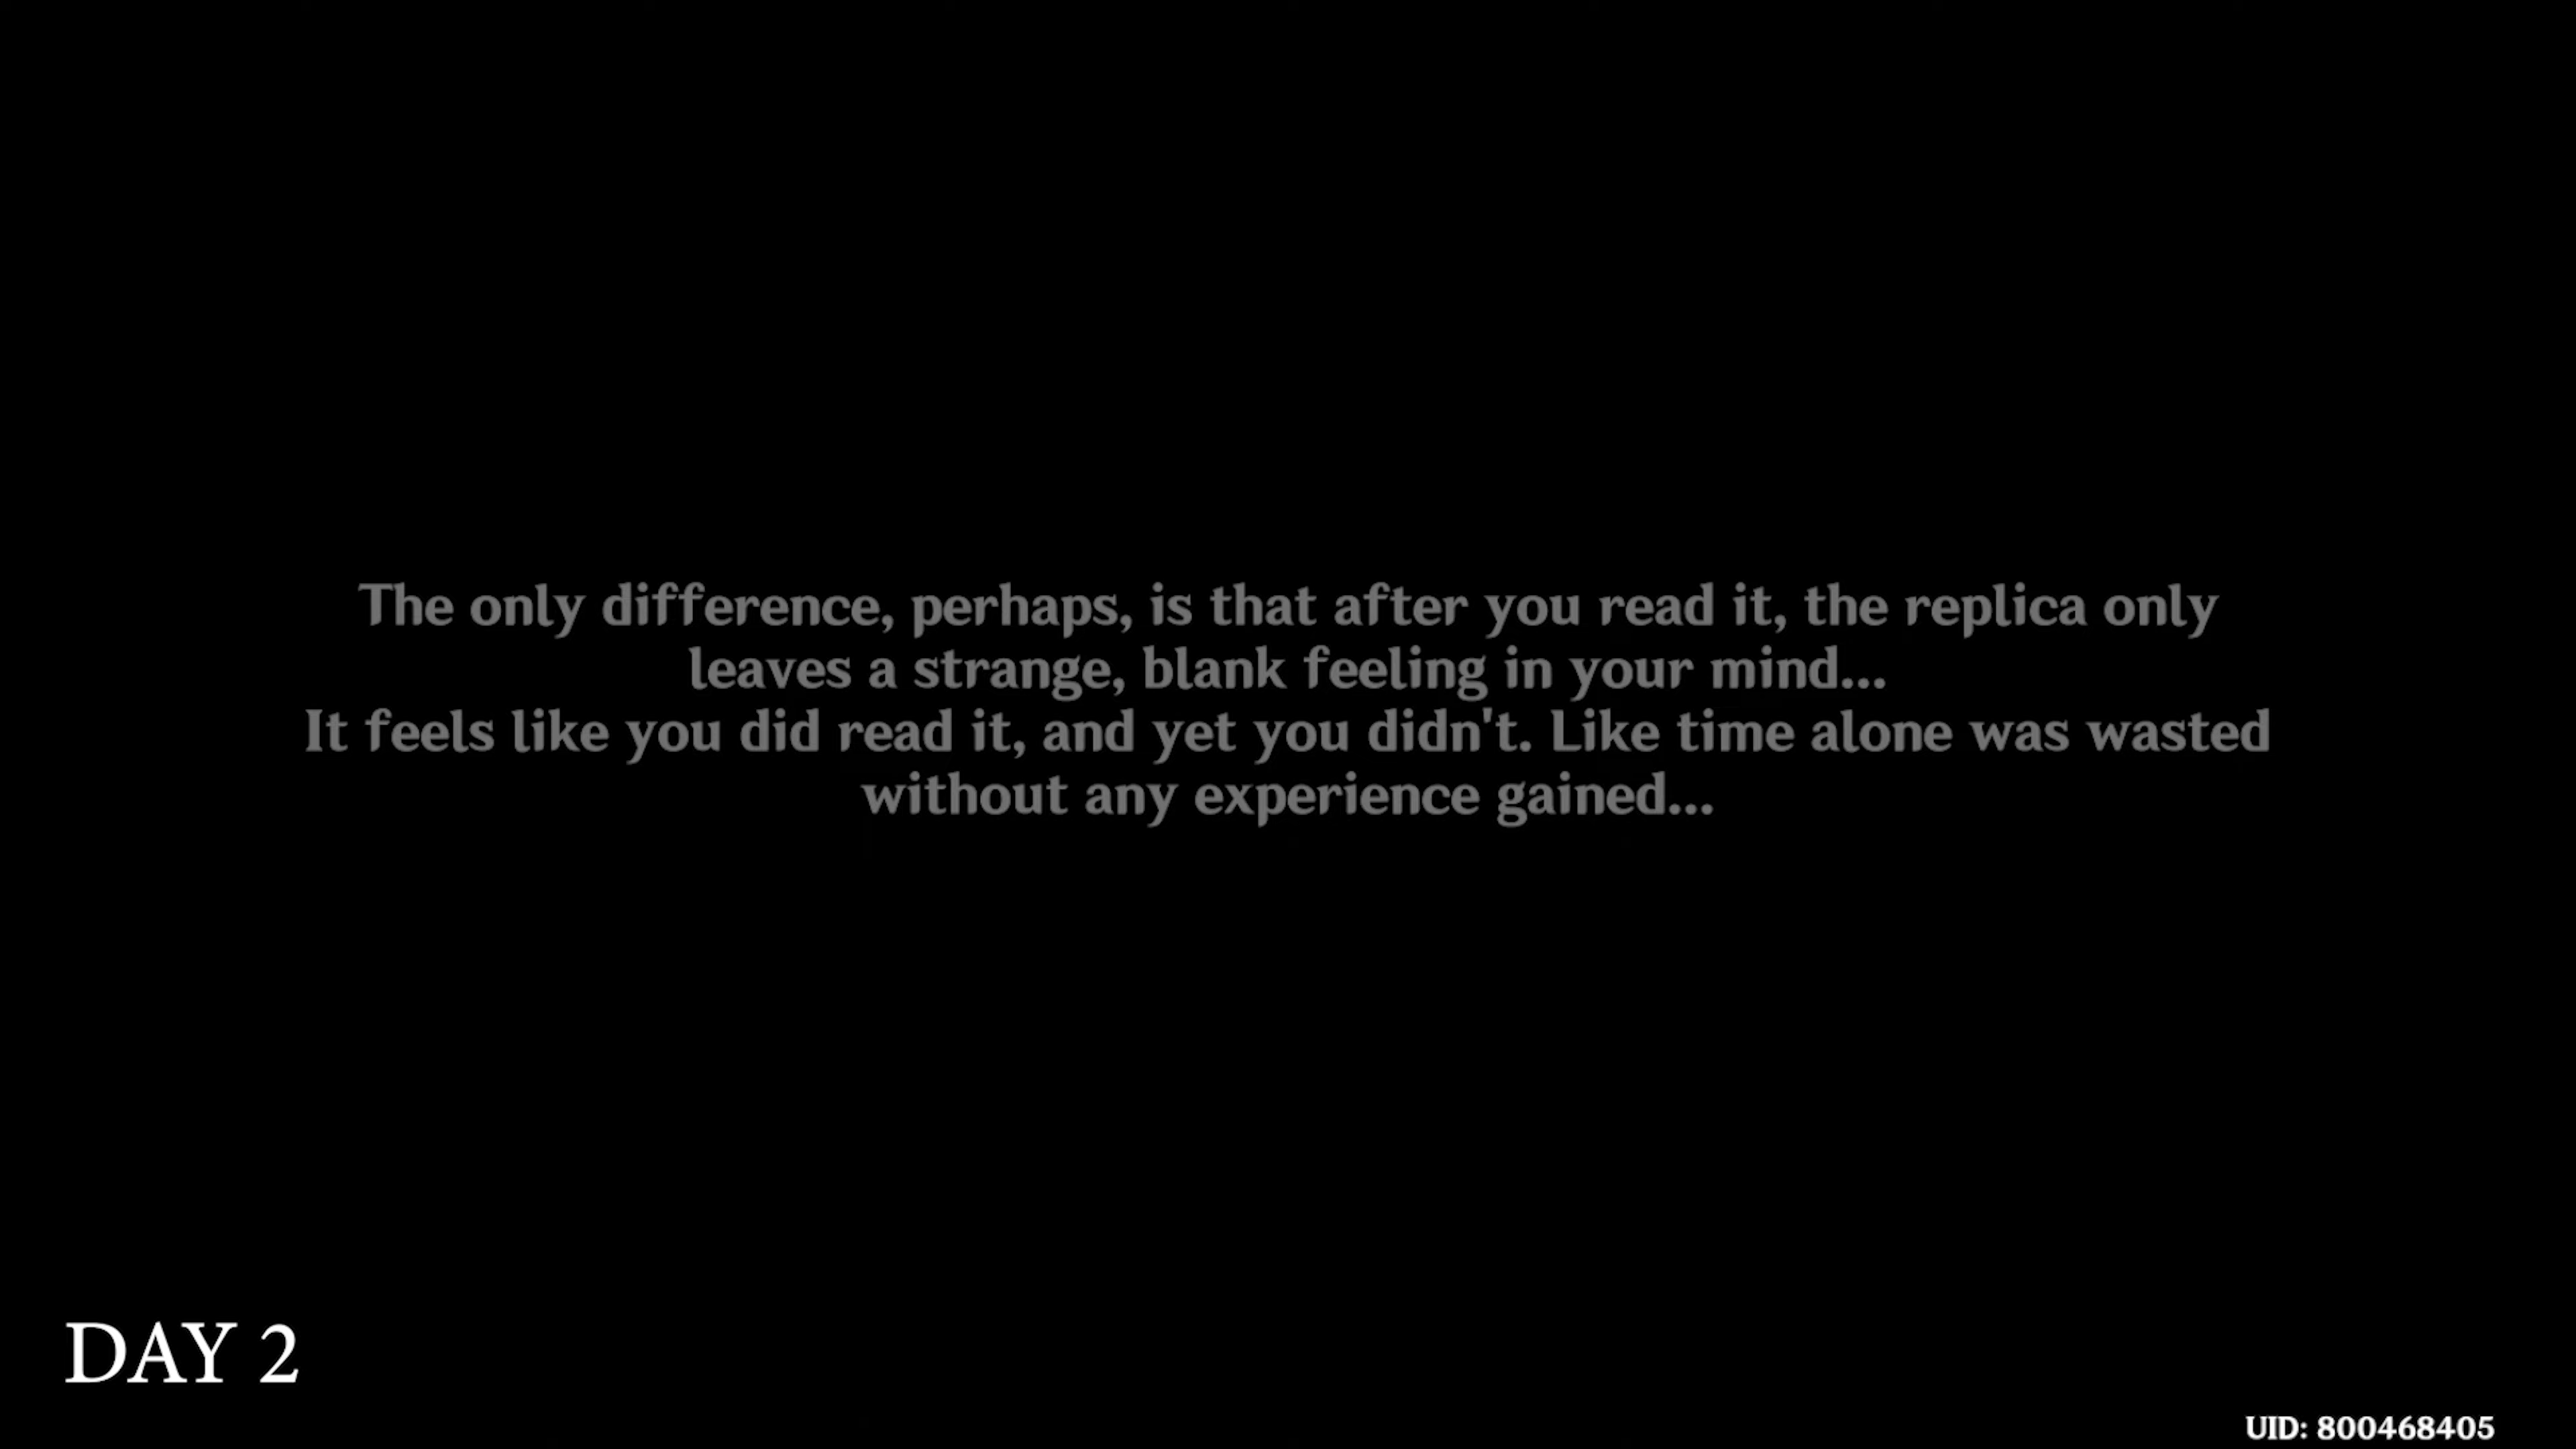 The only difference, perhaps, is that after you read it, the replica only
leaves a strange, blank feeling in your mind...
It feels like you did read it, and yet you didn't. Like time alone was wasted
without any experience gained...
DAY 2
UID: 800468405